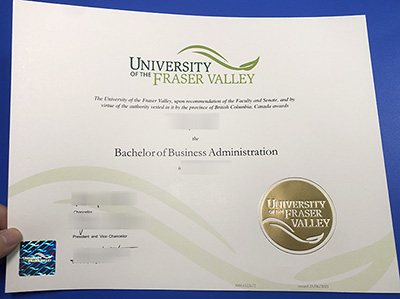 UNIVERSITY
OF THE FRASER VALLEY
The University of the Fraser Valley, upon recommendation of the Faculty and Senate, and by
virtue of the authority vested in it by the province of British Columbia, Canada awards
the
Bachelor of Business Administration
Chancellor
President and Vice Chancellor
UNIVERSITY
OF THE FRASER
VALLEY